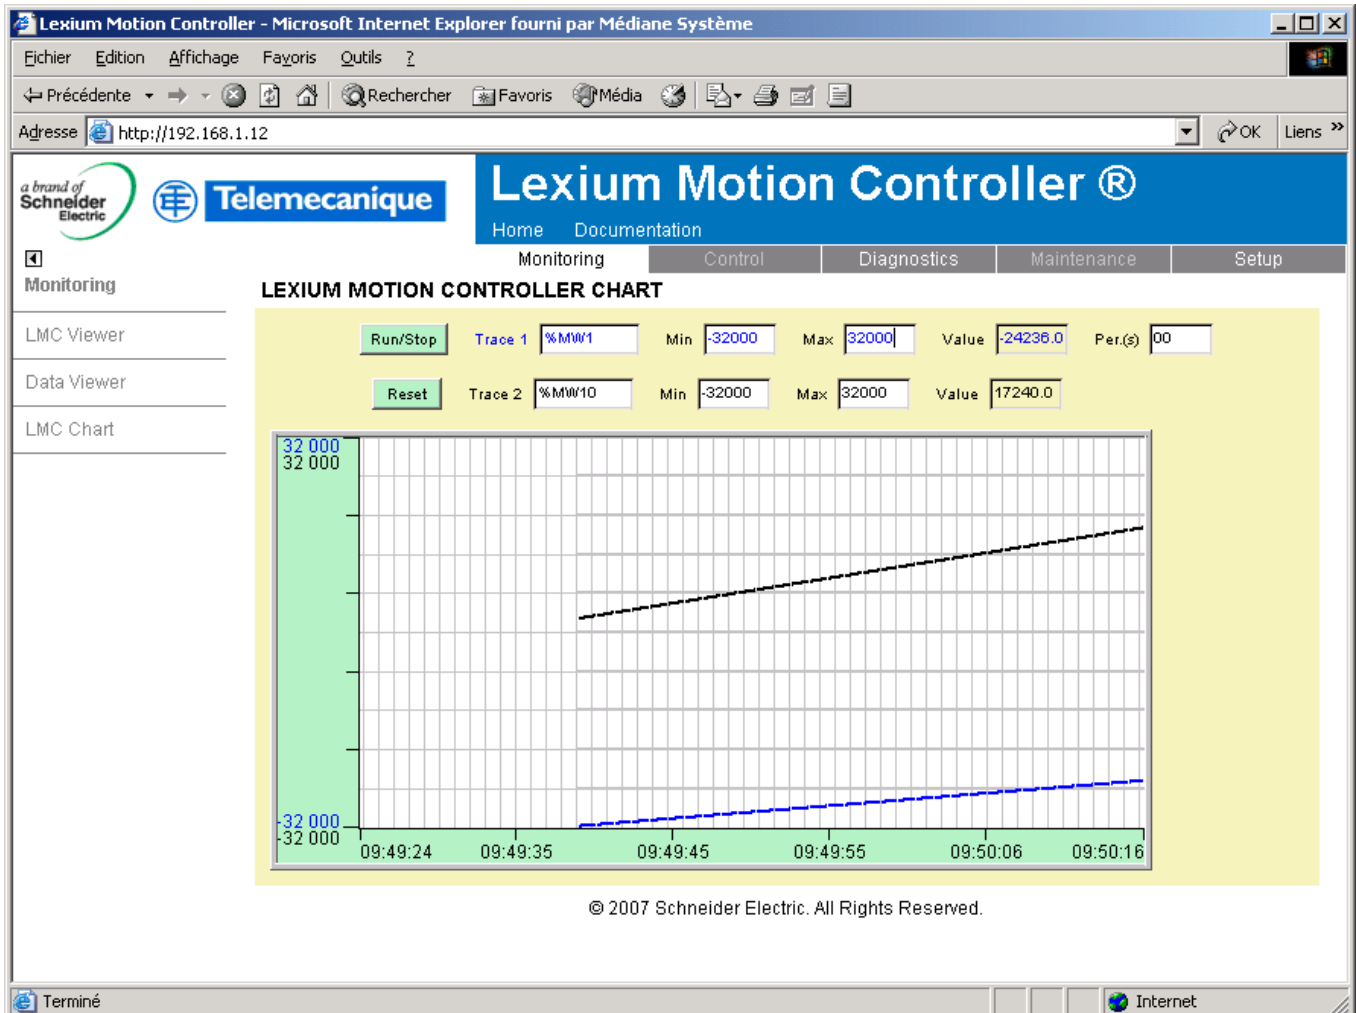 Lexium Motion Controller - Microsoft Internet Explorer fourni par Médiane Système
Fichier Edition Affichage Favoris Outils ?
Précédente Rechercher Favoris Média
Adresse http://192.168.1.12 OK Liens »
a brand of
Schneider
Electric
Telemecanique
Lexium Motion Controller ®
Home Documentation
Monitoring Control Diagnostics Maintenance Setup
Monitoring
LMC Viewer
Data Viewer
LMC Chart
LEXIUM MOTION CONTROLLER CHART
Run/Stop Trace 1 %MW1 Min -32000 Max 32000 Value -24236.0 Per.(s) 00
Reset Trace 2 %MW10 Min -32000 Max 32000 Value 17240.0
32 000
32 000
-32 000
-32 000
09:49:24 09:49:35 09:49:45 09:49:55 09:50:06 09:50:16
© 2007 Schneider Electric. All Rights Reserved.
Terminé Internet